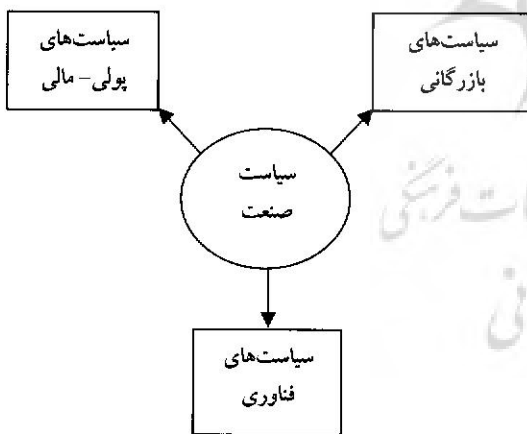 سیاست‌های
بازرگانی
سیاست‌های
پولی– مالی
سیاست
صنعت
سیاست‌های
فناوری